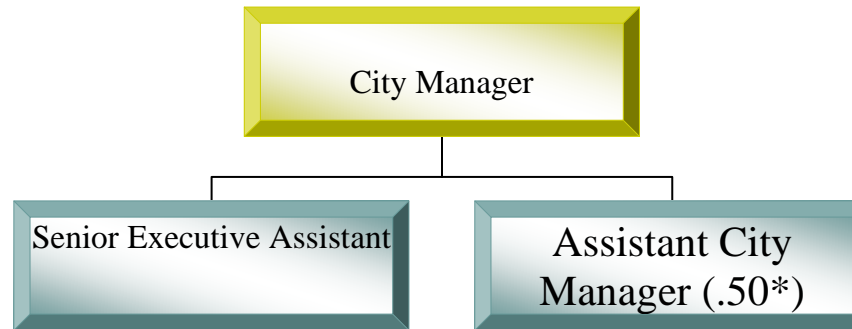 City Manager
Senior Executive Assistant
Assistant City
Manager (.50*)